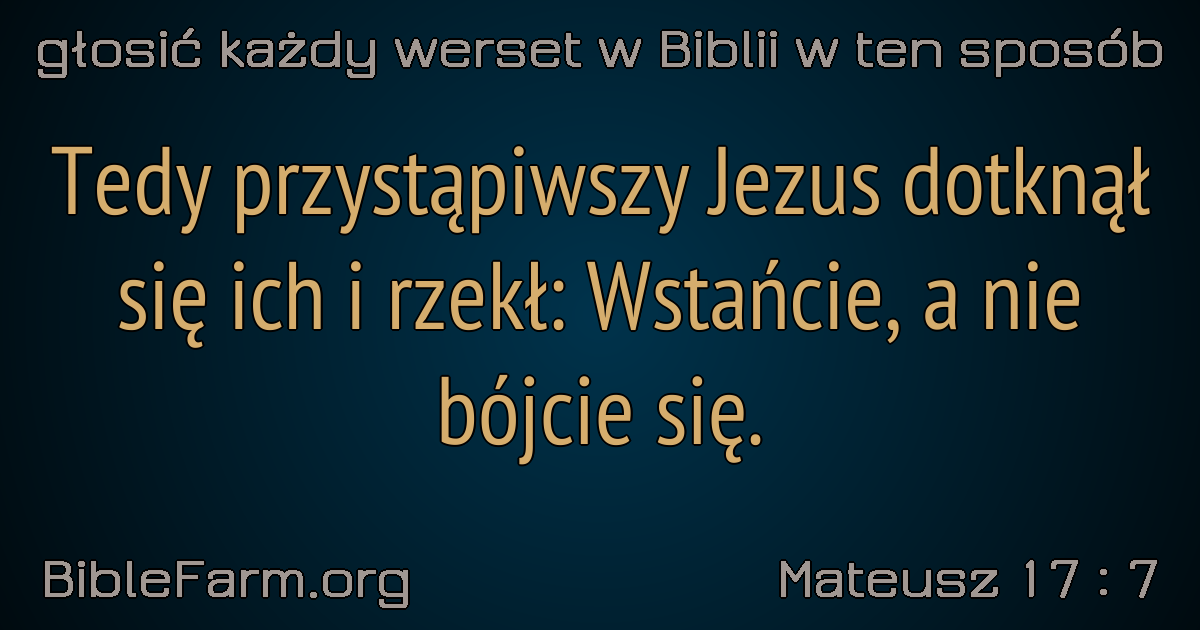 głosić każdy werset w Biblii w ten sposób
Tedy przystąpiwszy Jezus dotknął
się ich i rzekł: Wstańcie, a nie
bójcie się.
BibleFarm.org
Mateusz 17 : 7